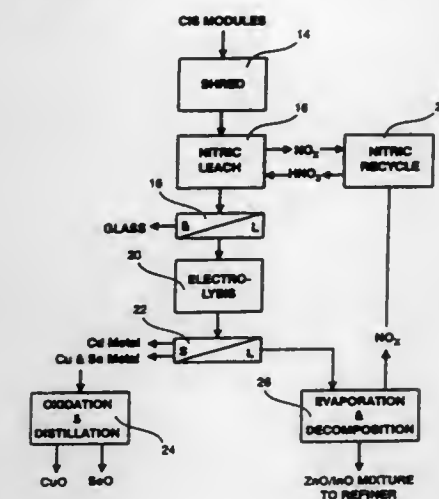 CIS MODULES
14
SHRED
16
NITRIC LEACH
NOX
HNO3
NITRIC RECYCLE
2
GLASS
S
L
18
20
ELECTRO-
LYSIS
22
Cd Metal
Cu & Se Metal
S
L
NOX
OXIDATION
&
DISTILLATION
24
CuO
SeO
26
EVAPORATION
&
DECOMPOSITION
ZnO/InO MIXTURE
TO REFINER